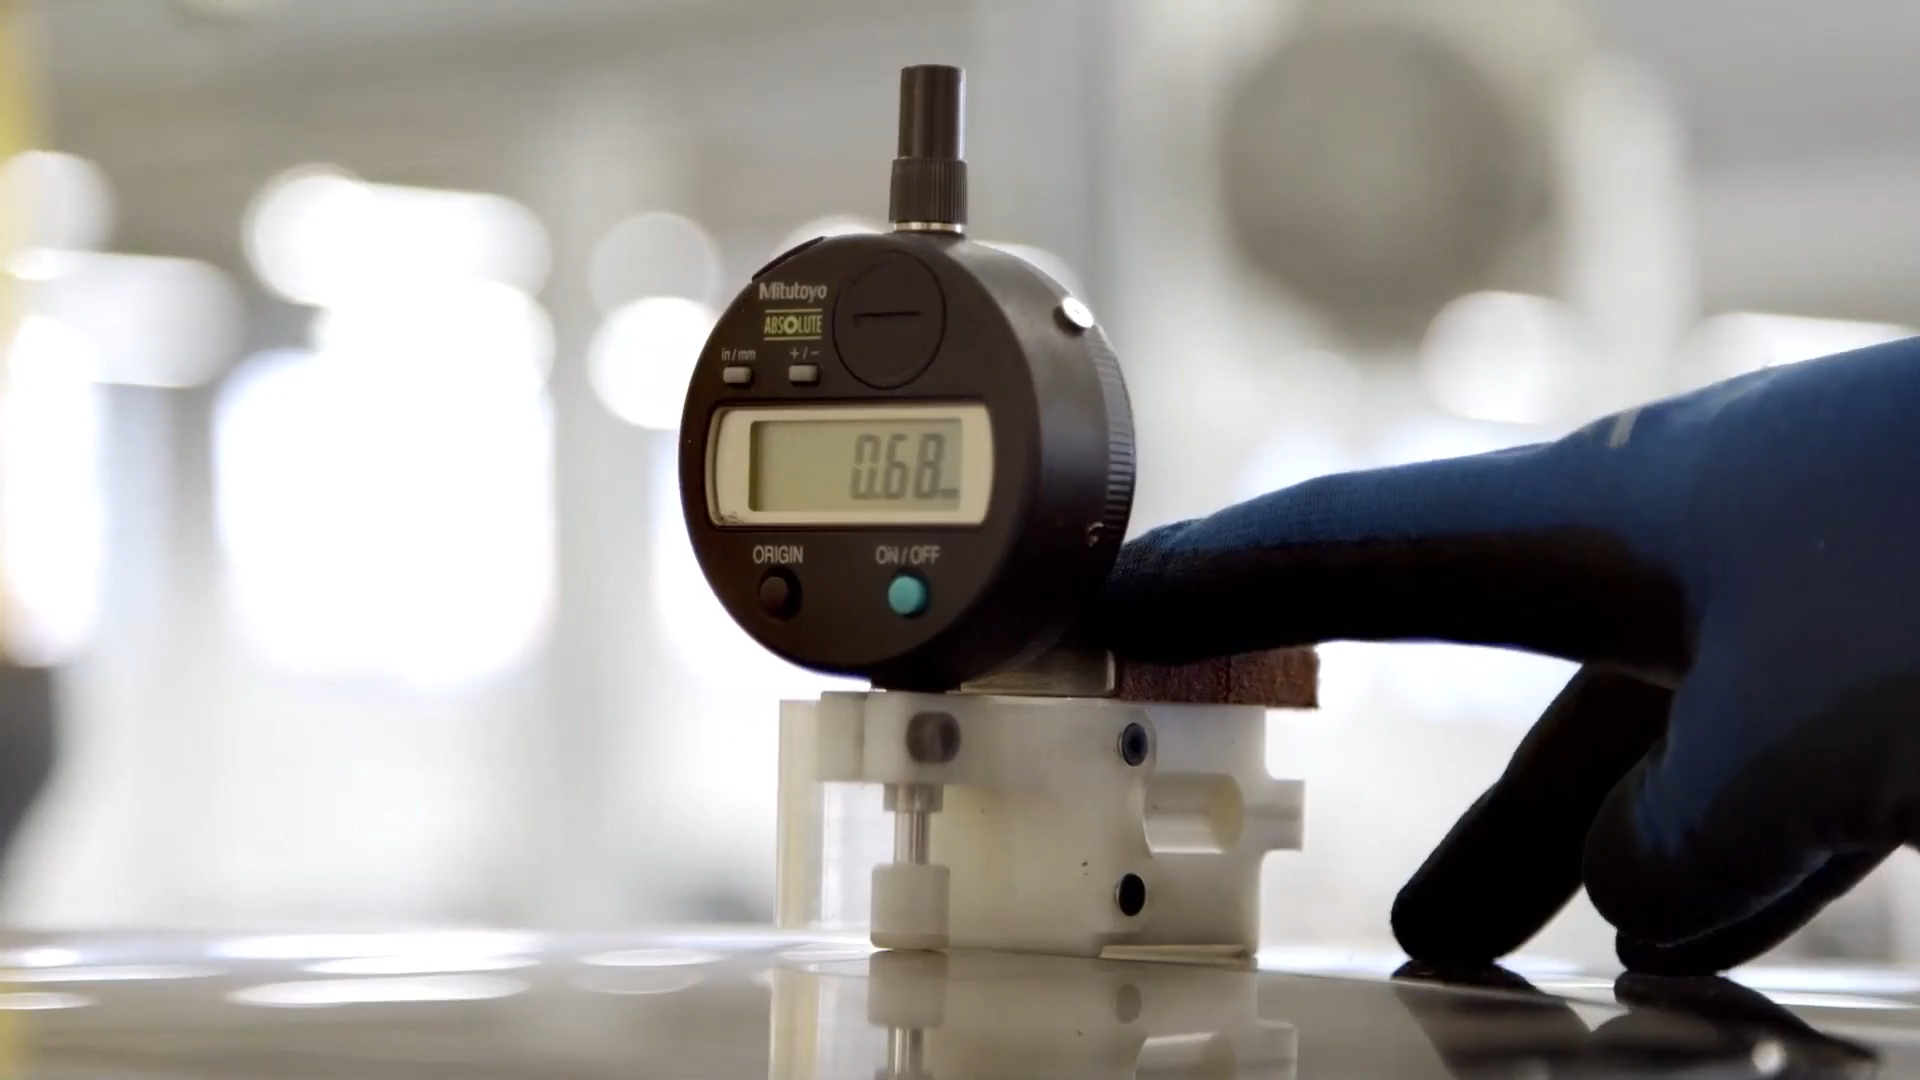 Mitutoyo
ABSOLUTE
in/mm +/-
0.68
ORIGIN ON/OFF